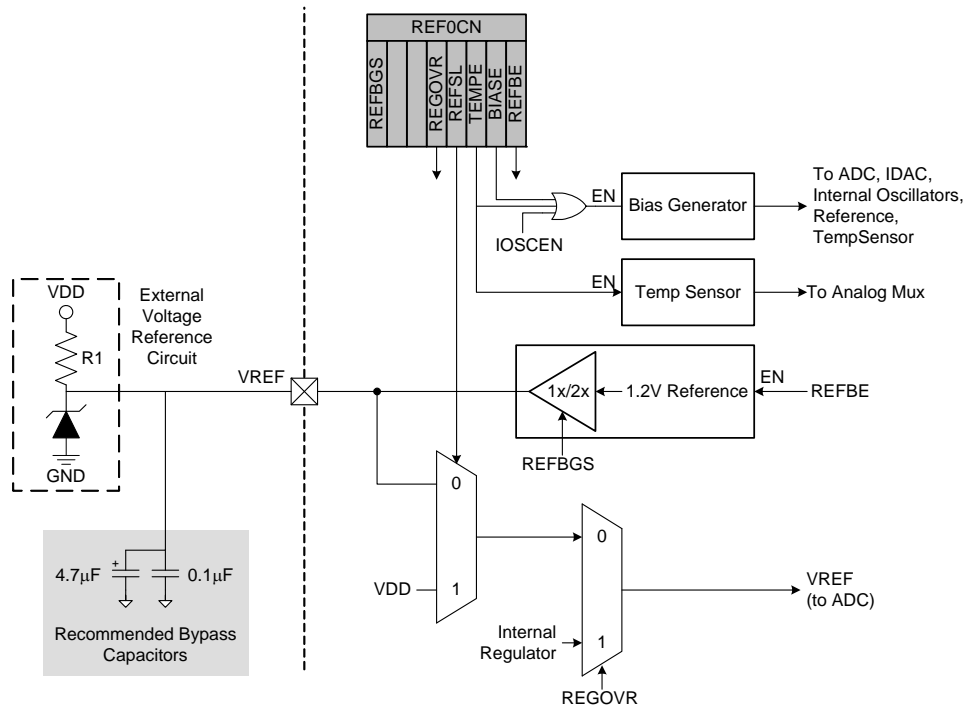 REF0CN
REFBGS
REGOVR
REFSL
TEMPE
BIASE
REFBE
EN
Bias Generator
To ADC, IDAC,
Internal Oscillators,
Reference,
TempSensor
IOSCEN
EN
Temp Sensor
To Analog Mux
VDD
R1
GND
External
Voltage
Reference
Circuit
VREF
1x/2x
1.2V Reference
EN
REFBE
REFBGS
0
VDD
1
0
Internal
Regulator
1
REGOVR
VREF
(to ADC)
4.7µF
+
0.1µF
Recommended Bypass
Capacitors